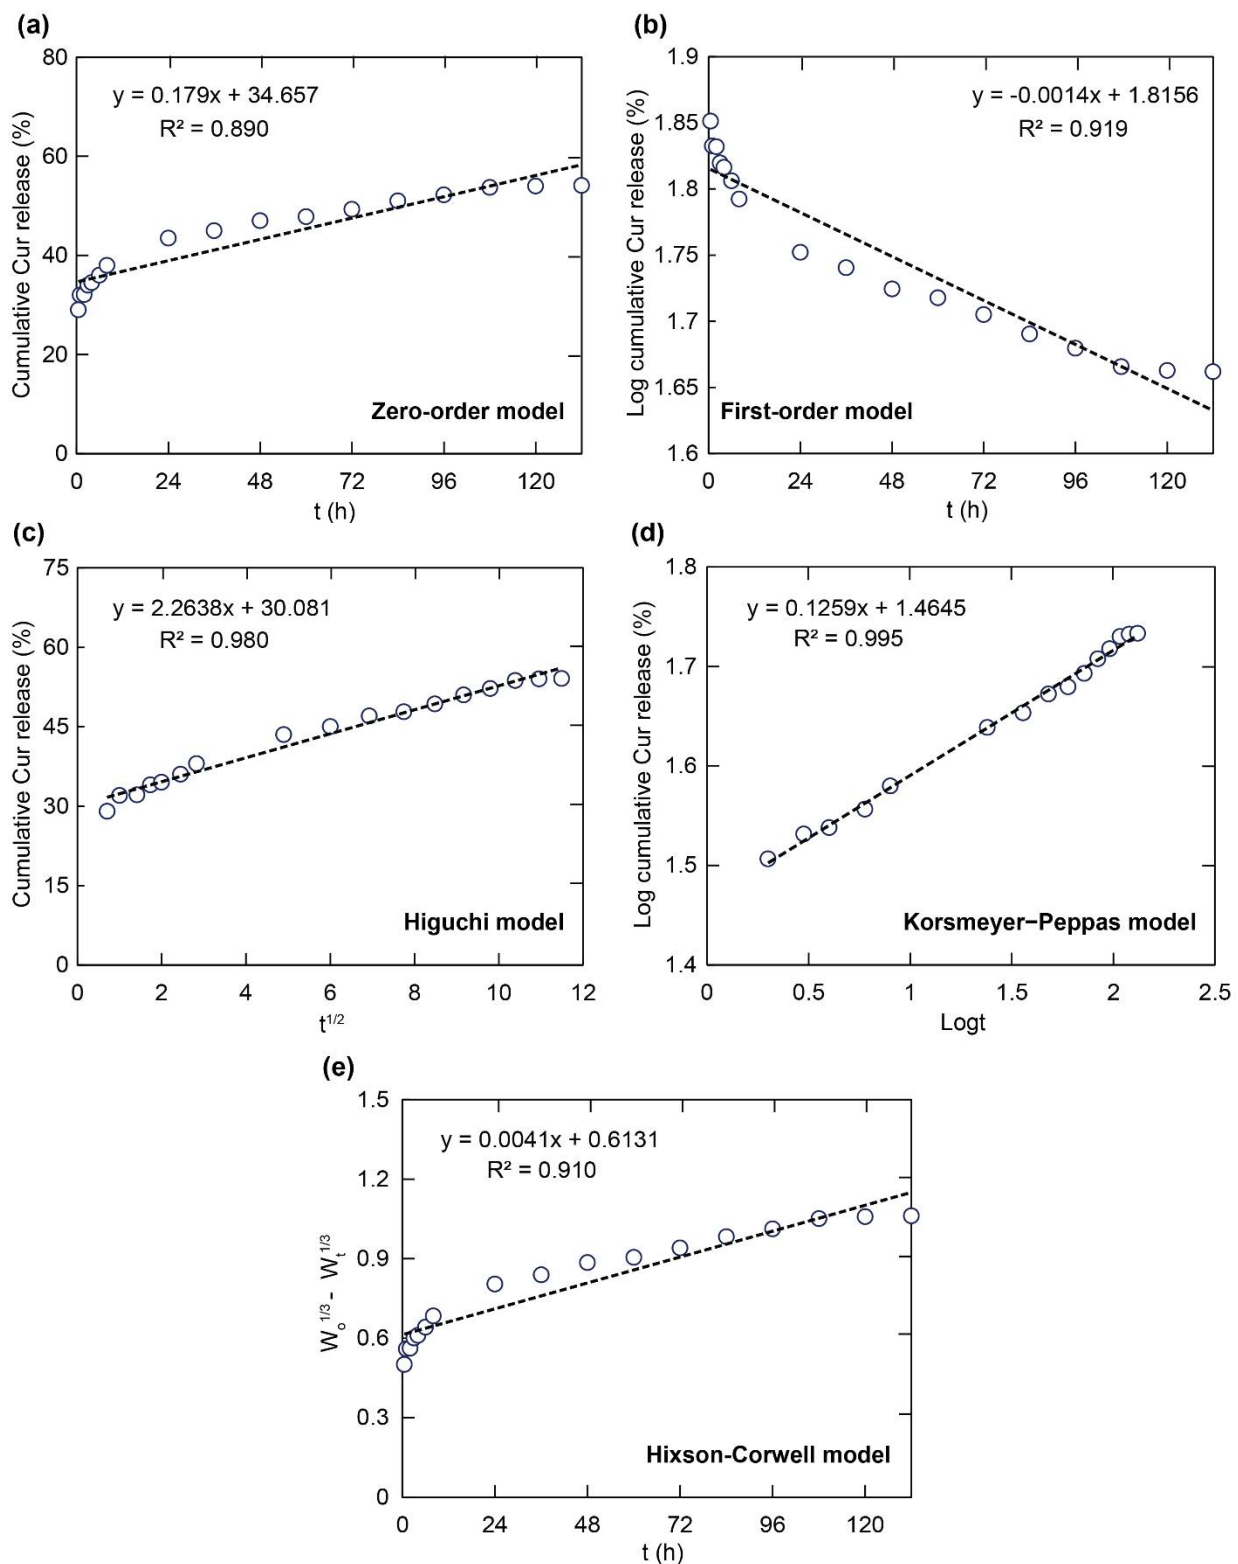 (a)
80
60
40
20
0
Cumulative Cur release (%)
y = 0.179x + 34.657
R² = 0.890
Zero-order model
0 24 48 72 96 120
t (h)
(b)
1.9
1.85
1.8
1.75
1.7
1.65
1.6
Log cumulative Cur release (%)
y = -0.0014x + 1.8156
R² = 0.919
First-order model
0 24 48 72 96 120
t (h)
(c)
75
60
45
30
15
0
Cumulative Cur release (%)
y = 2.2638x + 30.081
R² = 0.980
Higuchi model
0 2 4 6 8 10 12
t^1/2
(d)
1.8
1.7
1.6
1.5
1.4
Log cumulative Cur release (%)
y = 0.1259x + 1.4645
R² = 0.995
Korsmeyer−Peppas model
0 0.5 1 1.5 2 2.5
Logt
(e)
1.5
1.2
0.9
0.6
0.3
0
W_o^1/3 - W_t^1/3
y = 0.0041x + 0.6131
R² = 0.910
Hixson-Corwell model
0 24 48 72 96 120
t (h)